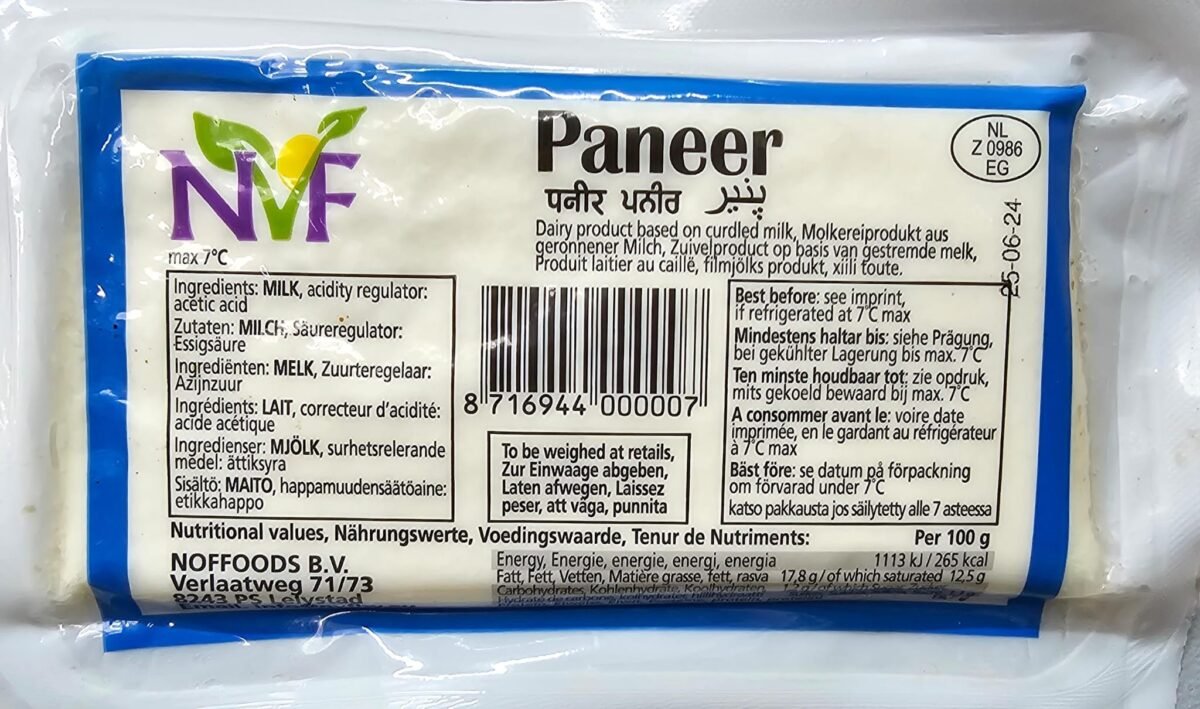 NVF
max 7°C
Paneer
पनीर ਪਨੀਰ پنیر
Dairy product based on curdled milk, Molkereiprodukt aus
geronnener Milch, Zuivelproduct op basis van gestremde melk,
Produit laitier au caillé, filmjölks produkt, xiili foute.
NL
Z 0986
EG
25-06-24
Ingredients: MILK, acidity regulator:
acetic acid
Zutaten: MILCH, Säureregulator:
Essigsäure
Ingrediënten: MELK, Zuurteregelaar:
Azijnzuur
Ingrédients: LAIT, correcteur d'acidité:
acide acétique
Ingredienser: MJÖLK, surhetsrelerande
medel: ättiksyra
Sisältö: MAITO, happamuudensäätöaine:
etikkahappo
8 716944 000007
To be weighed at retails,
Zur Einwaage abgeben,
Laten afwegen, Laissez
peser, att väga, punnita
Best before: see imprint,
if refrigerated at 7°C max
Mindestens haltar bis: siehe Prägung,
bei gekühlter Lagerung bis max. 7°C
Ten minste houdbaar tot: zie opdruk,
mits gekoeld bewaard bij max. 7°C
A consommer avant le: voire date
imprimée, en le gardant au réfrigérateur
à 7°C max
Bäst före: se datum på förpackning
om förvarad under 7°C
katso pakkausta jos säilytetty alle 7 asteessa
Nutritional values, Nährungswerte, Voedingswaarde, Tenur de Nutriments: Per 100 g
NOFFOODS B.V.
Verlaatweg 71/73
8243 PS Lelystad
Energy, Energie, energie, energi, energia 1113 kJ / 265 kcal
Fatt, Fett, Vetten, Matière grasse, fett, rasva 17,8 g / of which saturated 12,5 g
Carbohydrates, Kohlenhydrate, Koolhydraten